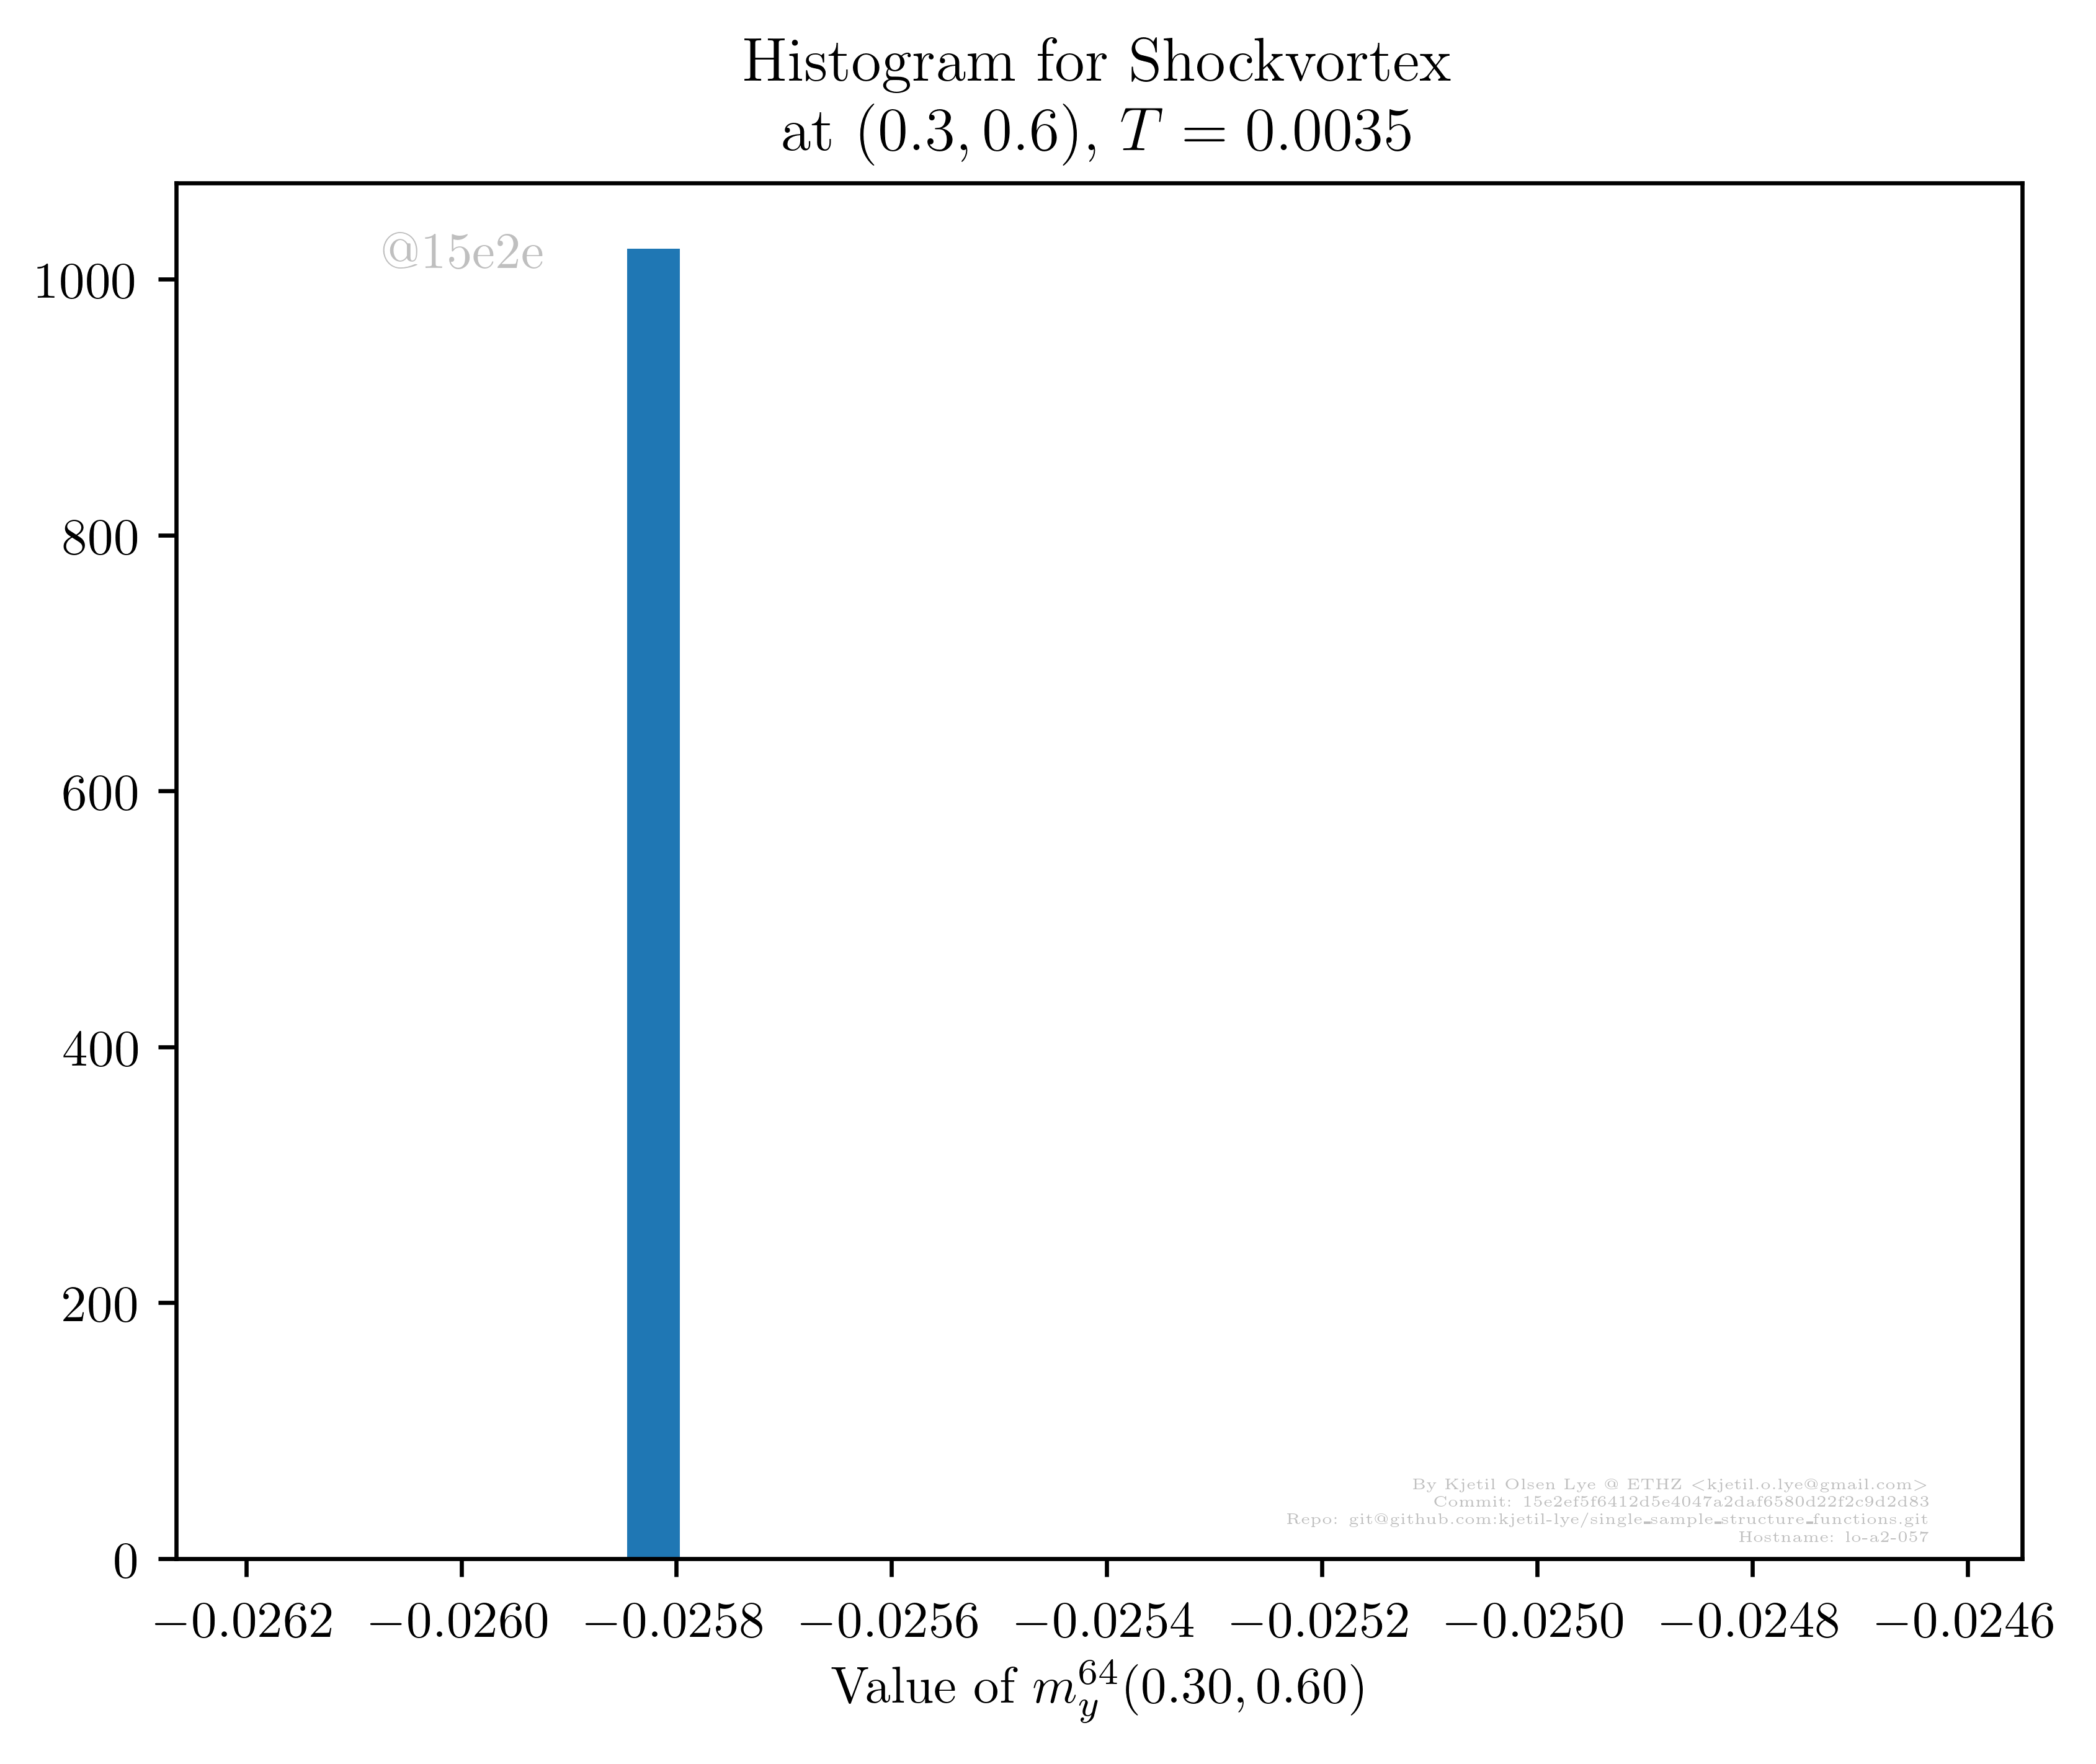 Histogram for Shockvortex
at (0.3, 0.6), T = 0.0035
@15e2e
1000
800
600
400
200
0
By Kjetil Olsen Lye @ ETHZ <kjetil.o.lye@gmail.com>
Commit: 15e2ef5f6412d5e4047a2daf6580d22f2c9d2d83
Repo: git@github.com:kjetil-lye/single_sample_structure_functions.git
Hostname: lo-a2-057
−0.0262 −0.0260 −0.0258 −0.0256 −0.0254 −0.0252 −0.0250 −0.0248 −0.0246
Value of m_y^{64}(0.30, 0.60)